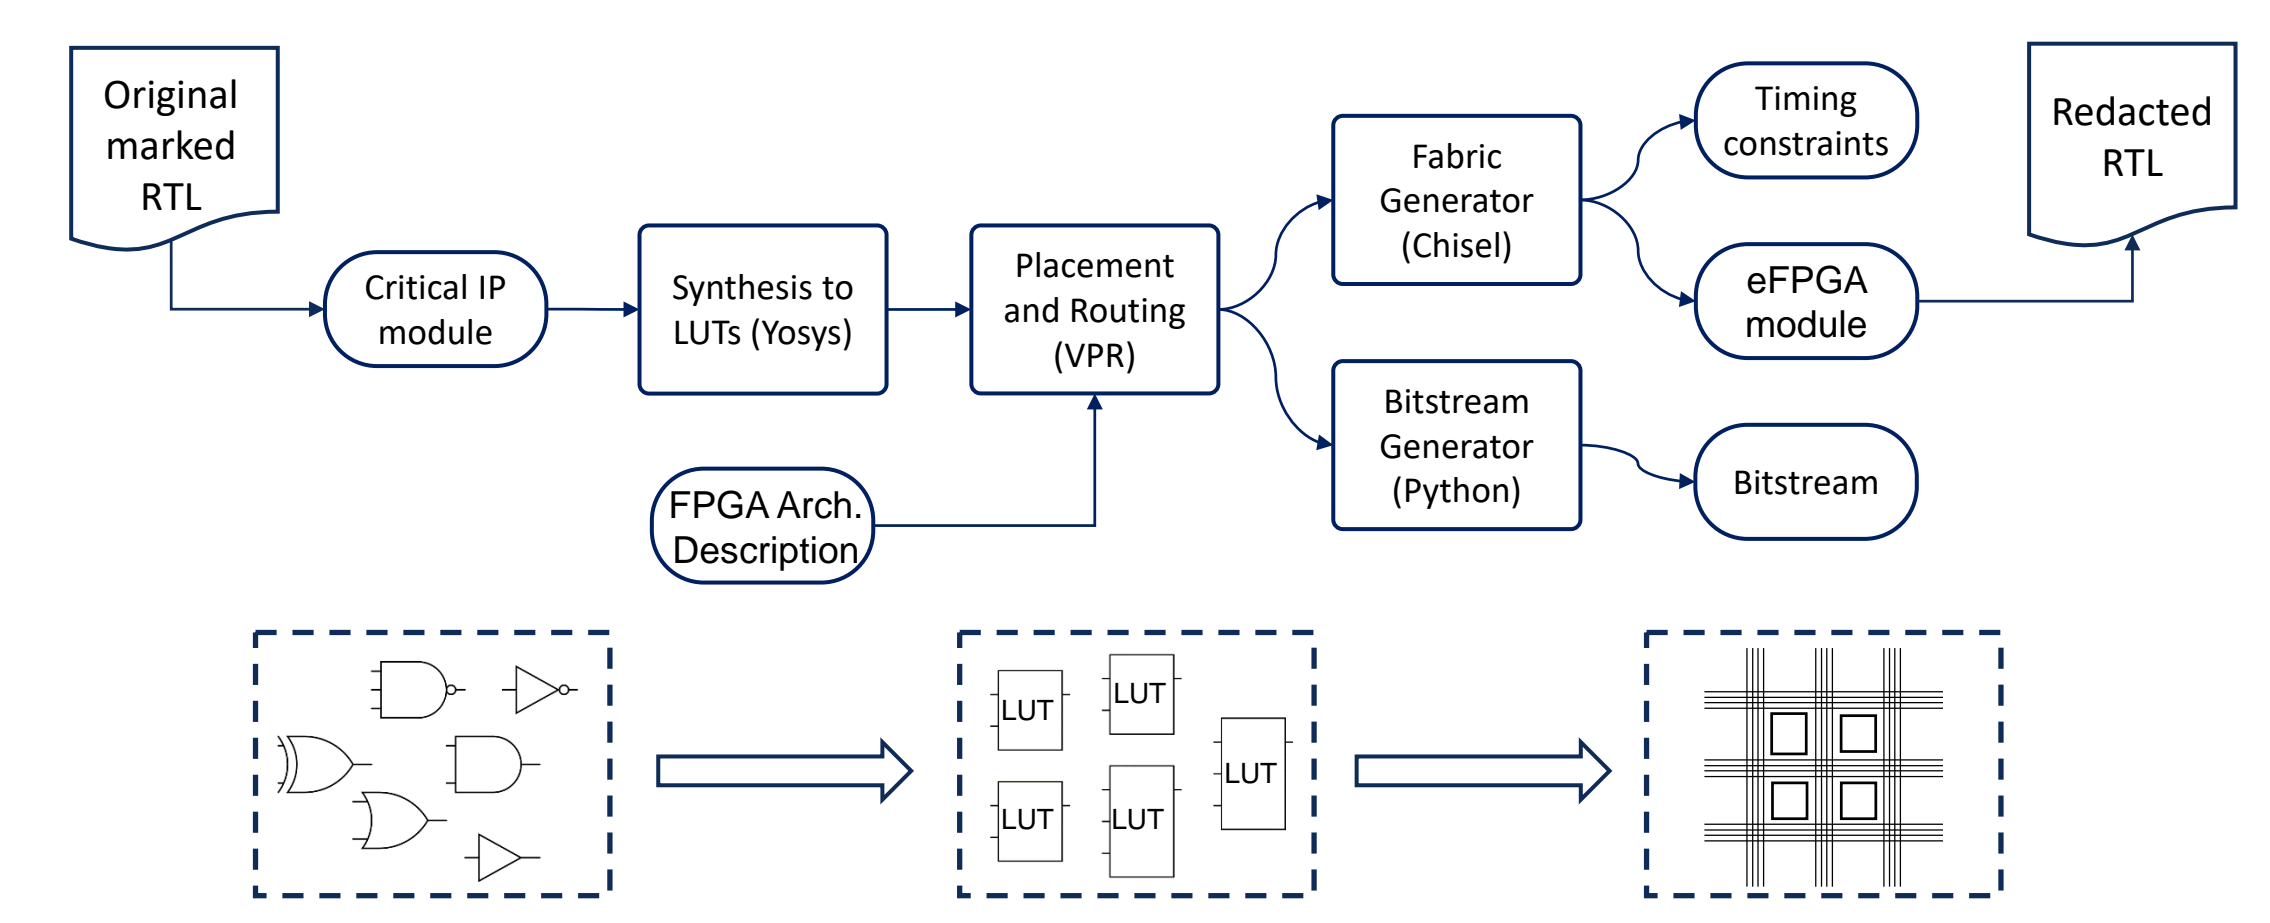 Original
marked
RTL
Critical IP
module
Synthesis to
LUTs (Yosys)
Placement
and Routing
(VPR)
FPGA Arch.
Description
Fabric
Generator
(Chisel)
Bitstream
Generator
(Python)
Timing
constraints
eFPGA
module
Bitstream
Redacted
RTL
LUT
LUT
LUT
LUT
LUT